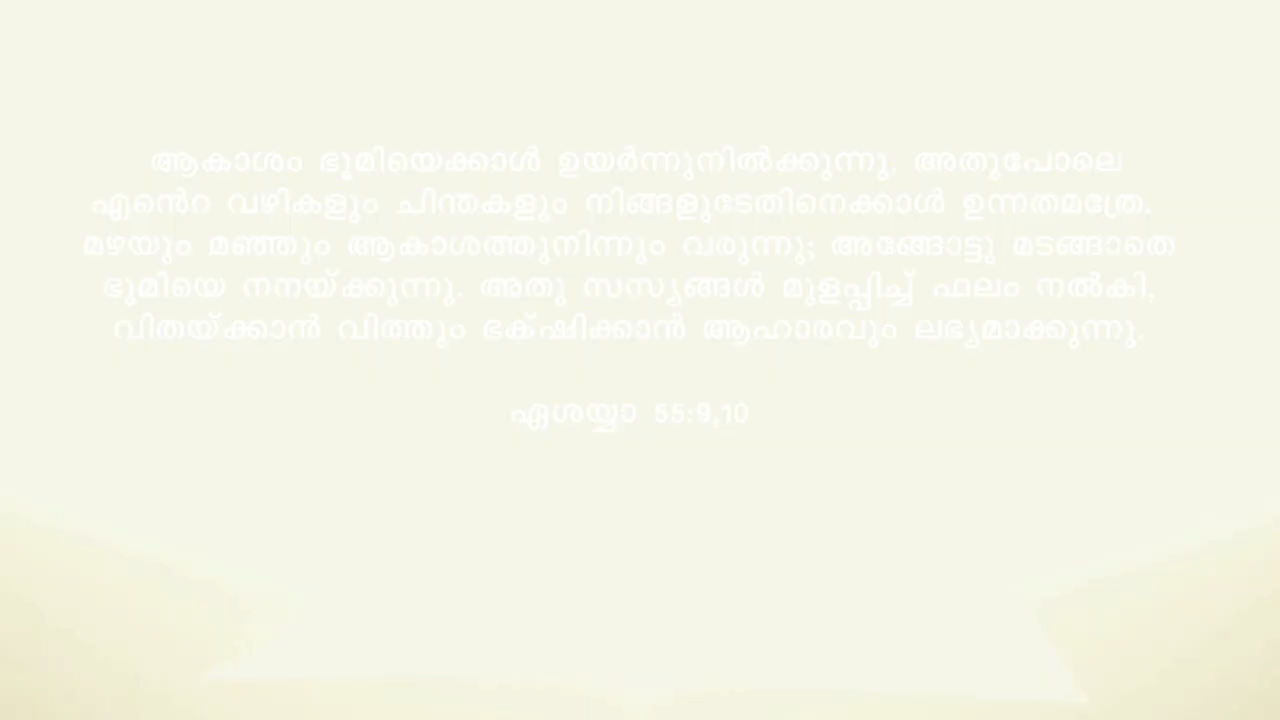 ആകാശം ഭൂമിയെക്കാൾ ഉയർന്നുനിൽക്കുന്നു, അതുപോലെ
എന്റെ വഴികളും ചിന്തകളും നിങ്ങളുടേതിനെക്കാൾ ഉന്നതമത്രേ.
മഴയും മഞ്ഞും ആകാശത്തുനിന്നും വരുന്നു; അങ്ങോട്ടു മടങ്ങാതെ
ഭൂമിയെ നനയ്ക്കുന്നു. അതു സസ്യങ്ങൾ മുളപ്പിച്ച് ഫലം നൽകി,
വിതയ്ക്കാൻ വിത്തും ഭക്ഷിക്കാൻ ആഹാരവും ലഭ്യമാക്കുന്നു.
ഏശയ്യാ 55:9,10